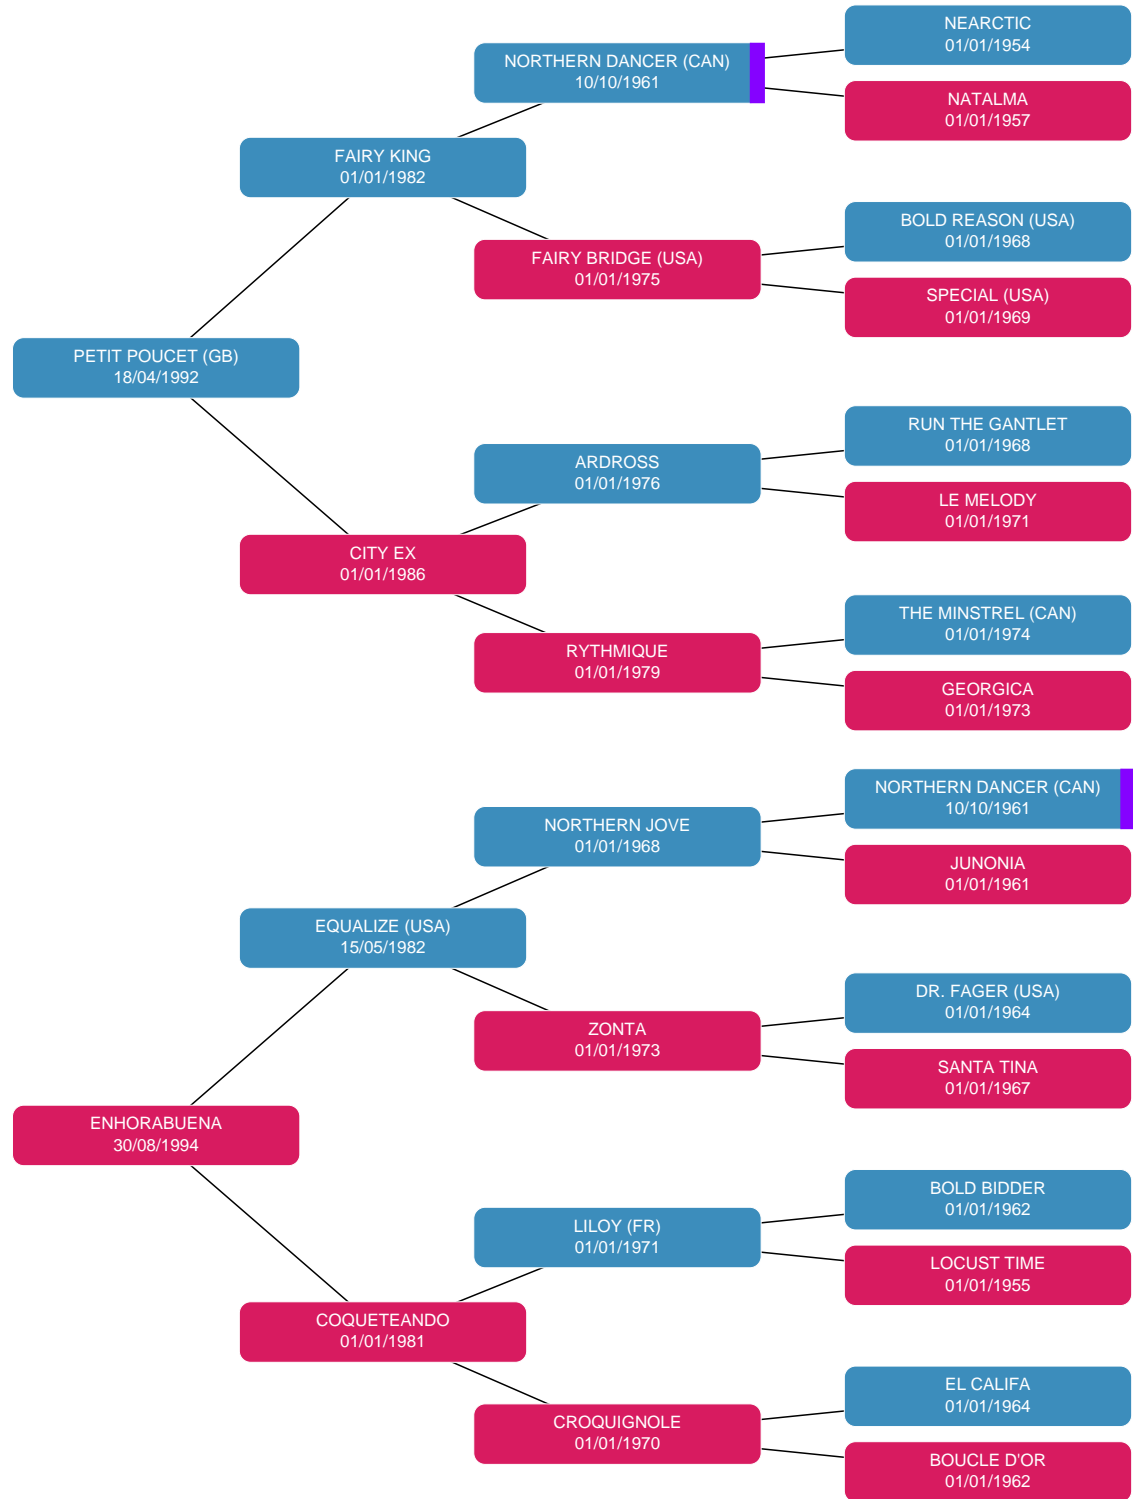 NEARCTIC
01/01/1954
NORTHERN DANCER (CAN)
10/10/1961
NATALMA
01/01/1957
FAIRY KING
01/01/1982
BOLD REASON (USA)
01/01/1968
FAIRY BRIDGE (USA)
01/01/1975
SPECIAL (USA)
01/01/1969
PETIT POUCET (GB)
18/04/1992
RUN THE GANTLET
01/01/1968
ARDROSS
01/01/1976
LE MELODY
01/01/1971
CITY EX
01/01/1986
THE MINSTREL (CAN)
01/01/1974
RYTHMIQUE
01/01/1979
GEORGICA
01/01/1973
NORTHERN DANCER (CAN)
10/10/1961
NORTHERN JOVE
01/01/1968
JUNONIA
01/01/1961
EQUALIZE (USA)
15/05/1982
DR. FAGER (USA)
01/01/1964
ZONTA
01/01/1973
SANTA TINA
01/01/1967
ENHORABUENA
30/08/1994
BOLD BIDDER
01/01/1962
LILOY (FR)
01/01/1971
LOCUST TIME
01/01/1955
COQUETEANDO
01/01/1981
EL CALIFA
01/01/1964
CROQUIGNOLE
01/01/1970
BOUCLE D'OR
01/01/1962